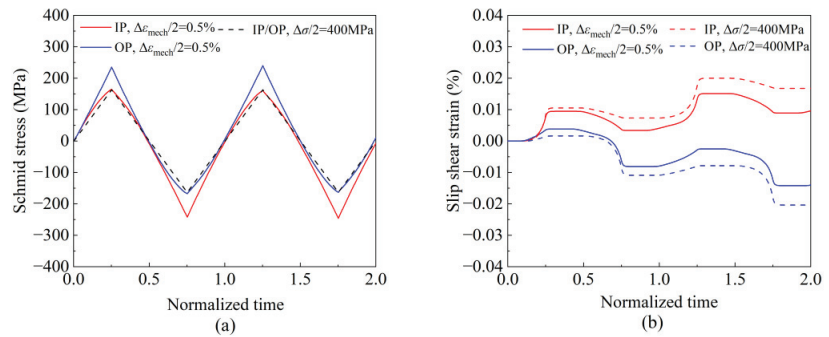 IP, Δε_mech/2=0.5%
OP, Δε_mech/2=0.5%
IP/OP, Δσ/2=400MPa
400
300
200
100
0
−100
−200
−300
−400
Schmid stress (MPa)
0.0
0.5
1.0
1.5
2.0
Normalized time
(a)
IP, Δε_mech/2=0.5%
OP, Δε_mech/2=0.5%
IP, Δσ/2=400MPa
OP, Δσ/2=400MPa
0.04
0.03
0.02
0.01
0.00
−0.01
−0.02
−0.03
−0.04
Slip shear strain (%)
0.0
0.5
1.0
1.5
2.0
Normalized time
(b)